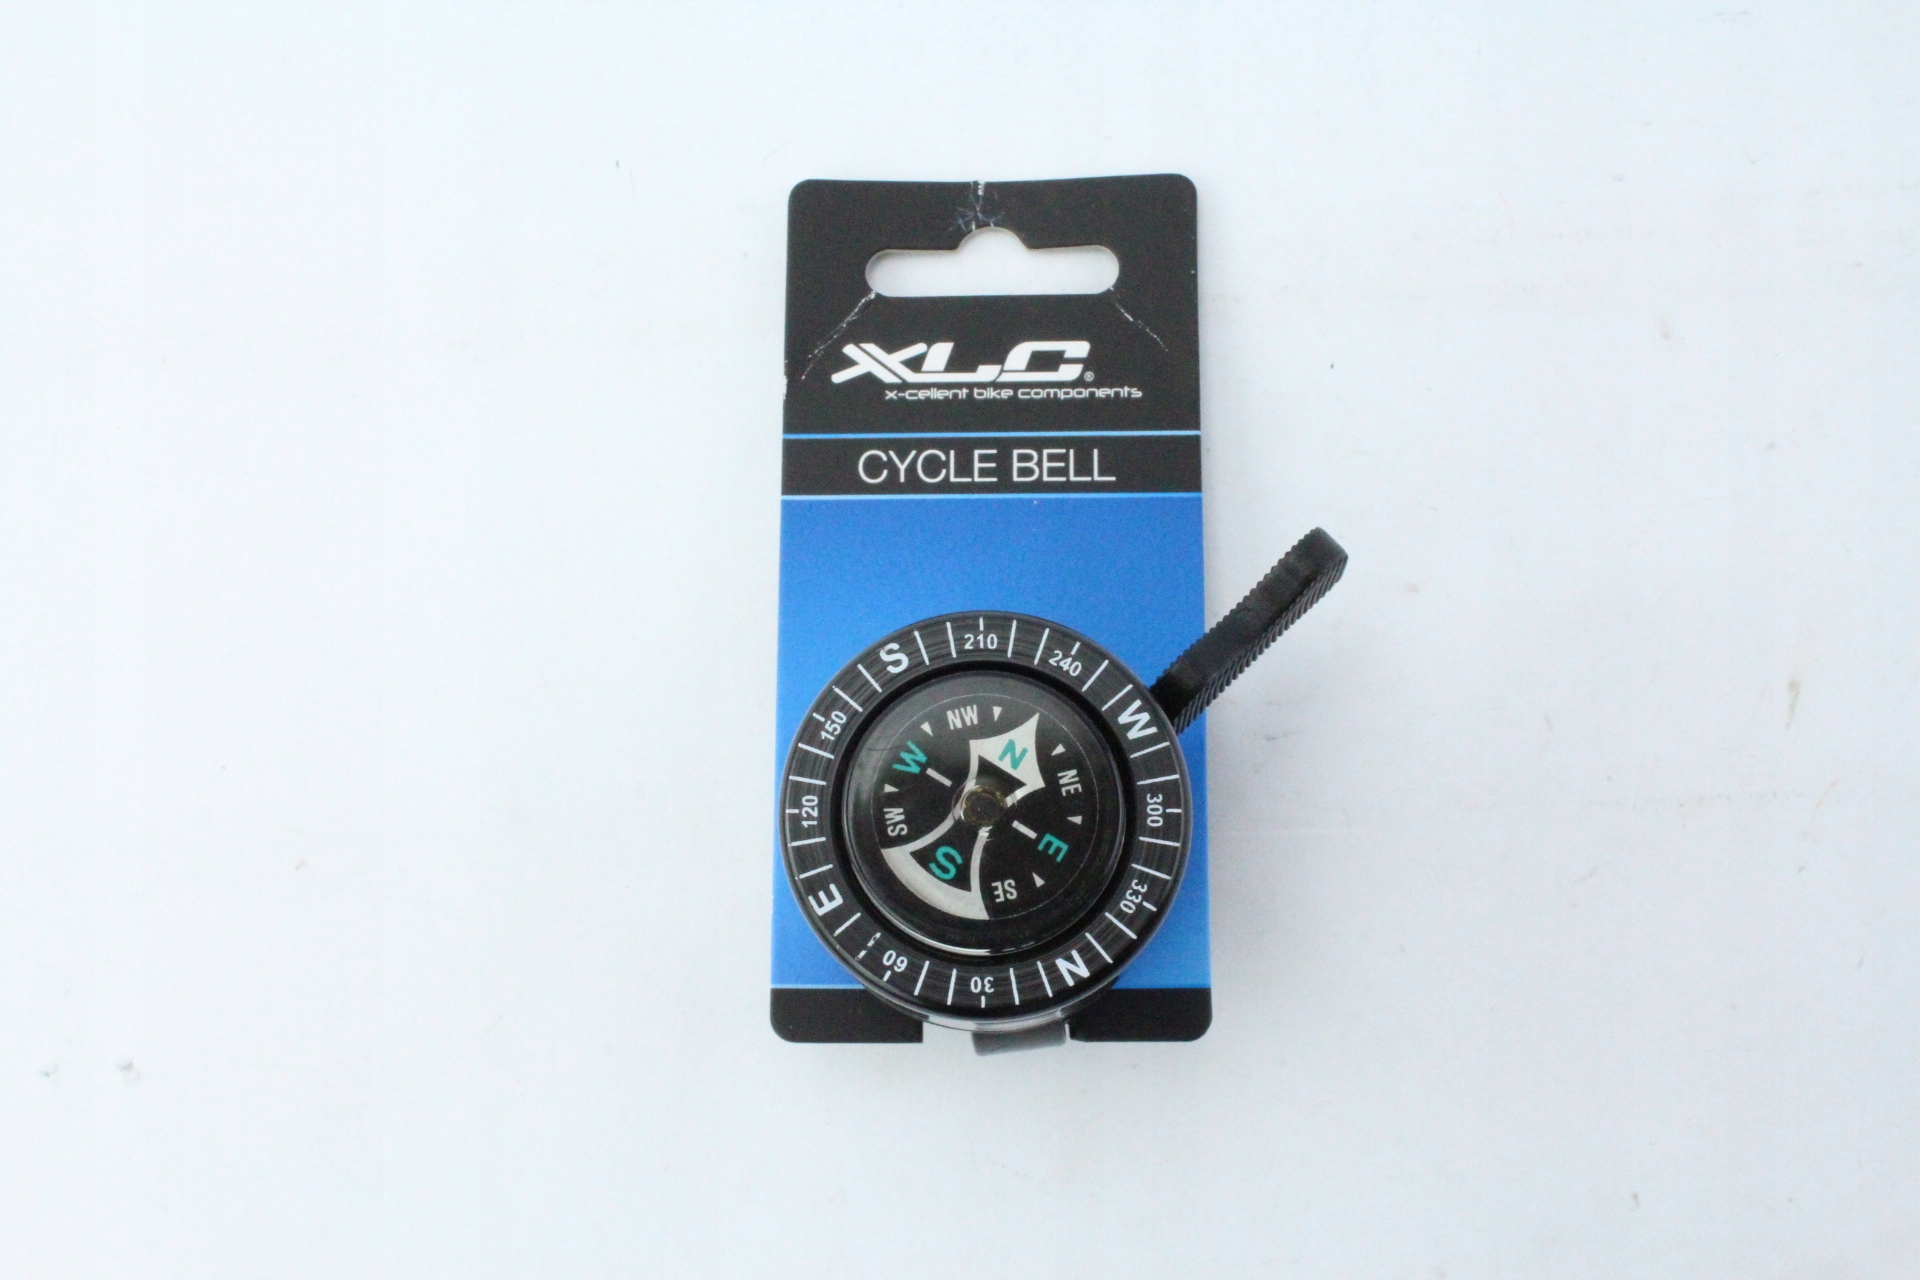 XLC®
x-cellent bike components
CYCLE BELL
S
210
240
W
300
330
N
30
60
E
120
150
NW
N
NE
E
SE
S
SW
W